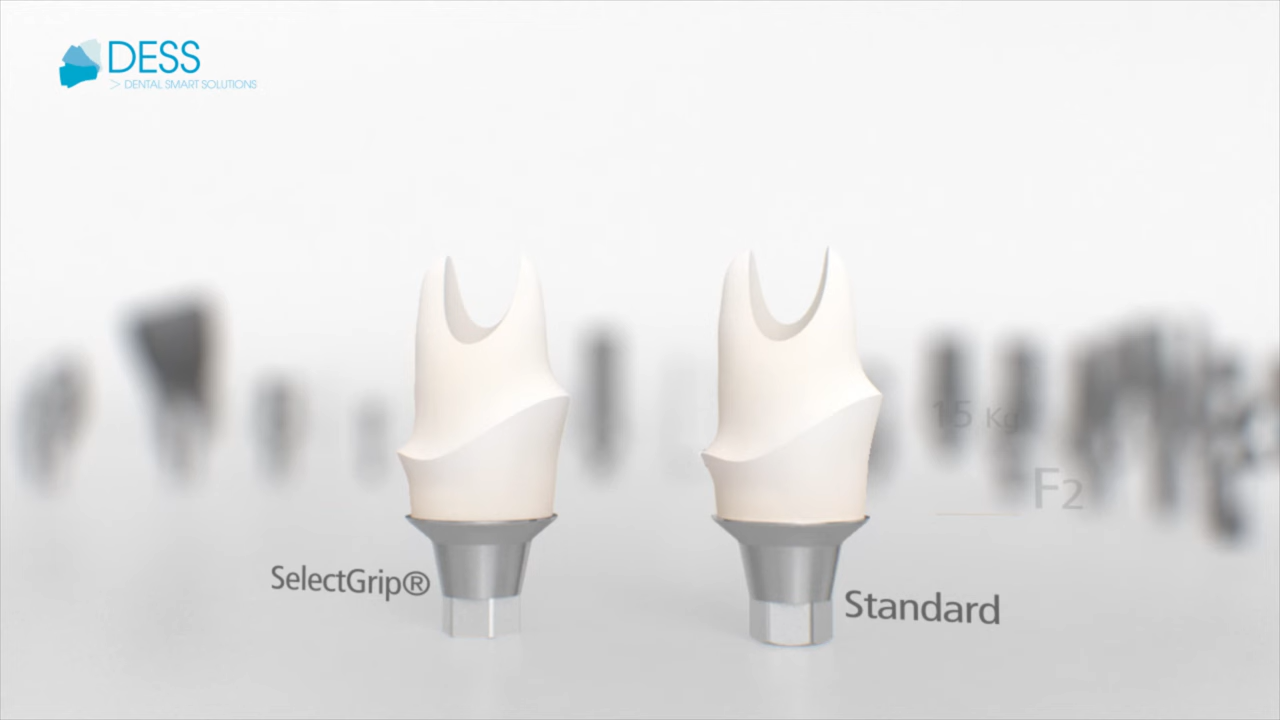 DESS
> DENTAL SMART SOLUTIONS
15 Kg
F2
SelectGrip®
Standard